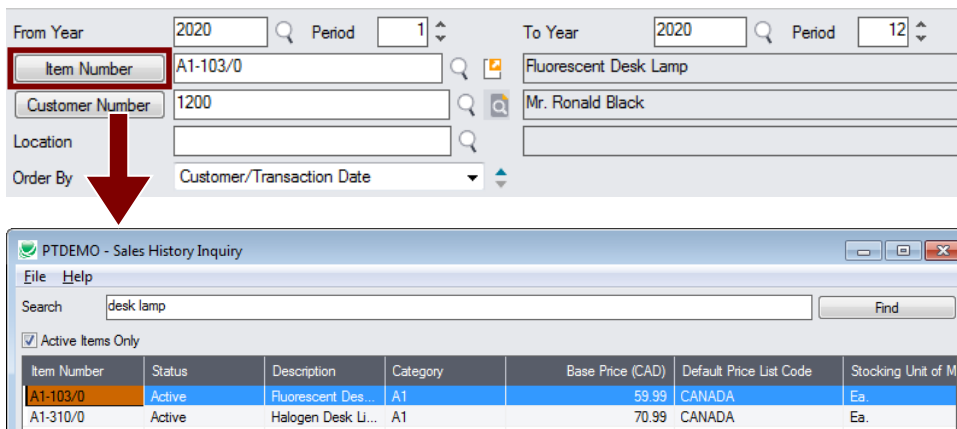 From Year 2020 Period 1 To Year 2020 Period 12
Item Number A1-103/0 Fluorescent Desk Lamp
Customer Number 1200 Mr. Ronald Black
Location
Order By Customer/Transaction Date
PTDEMO - Sales History Inquiry
File Help
Search desk lamp Find
Active Items Only
Item Number Status Description Category Base Price (CAD) Default Price List Code Stocking Unit of M
A1-103/0 Active Fluorescent Des... A1 59.99 CANADA Ea.
A1-310/0 Active Halogen Desk Li... A1 70.99 CANADA Ea.